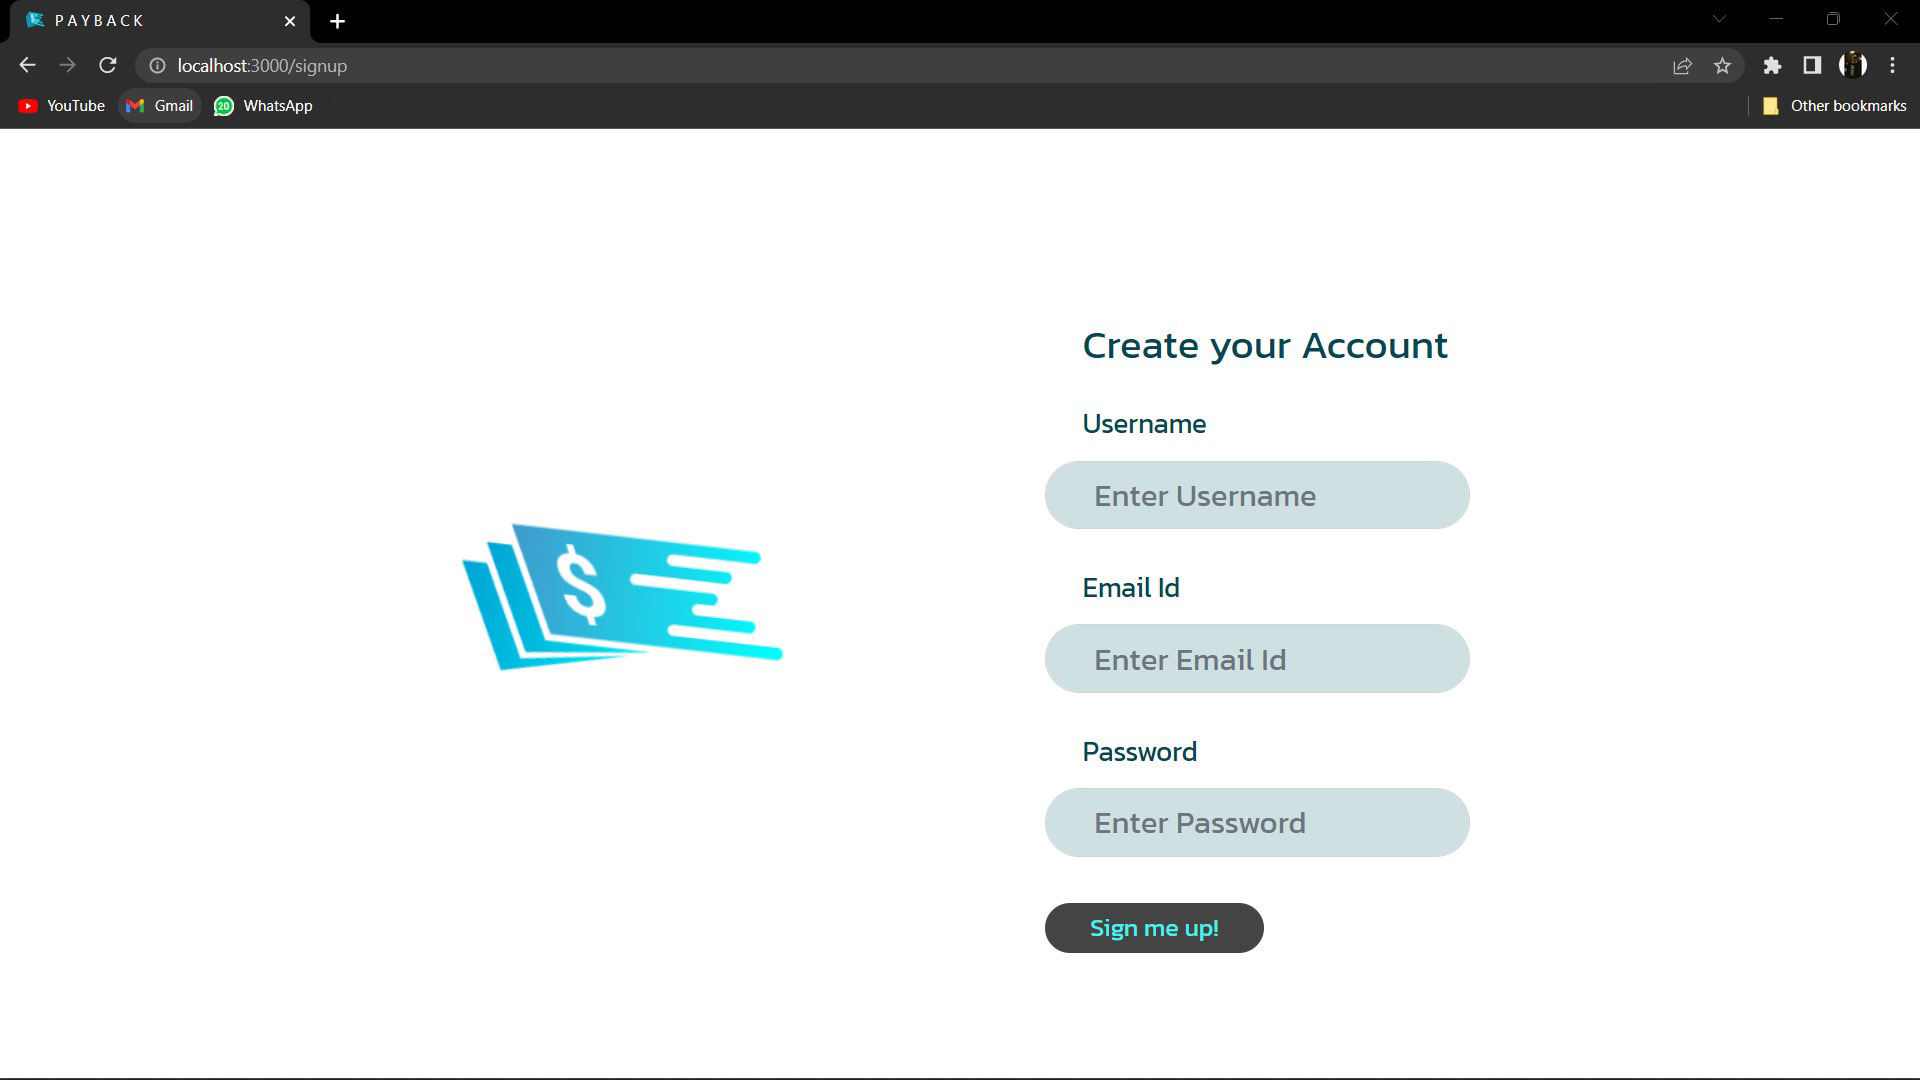 PAYBACK
localhost:3000/signup
YouTube Gmail 20 WhatsApp Other bookmarks
Create your Account
Username
Enter Username
Email Id
Enter Email Id
$
Password
Enter Password
Sign me up!